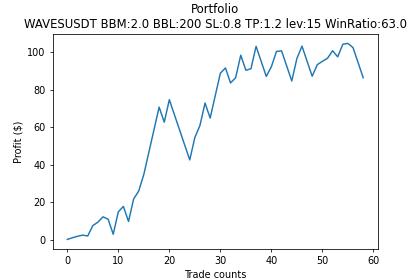 Portfolio
WAVESUSDT BBM:2.0 BBL:200 SL:0.8 TP:1.2 lev:15 WinRatio:63.0
100
80
60
40
20
0
Profit ($)
0 10 20 30 40 50 60
Trade counts